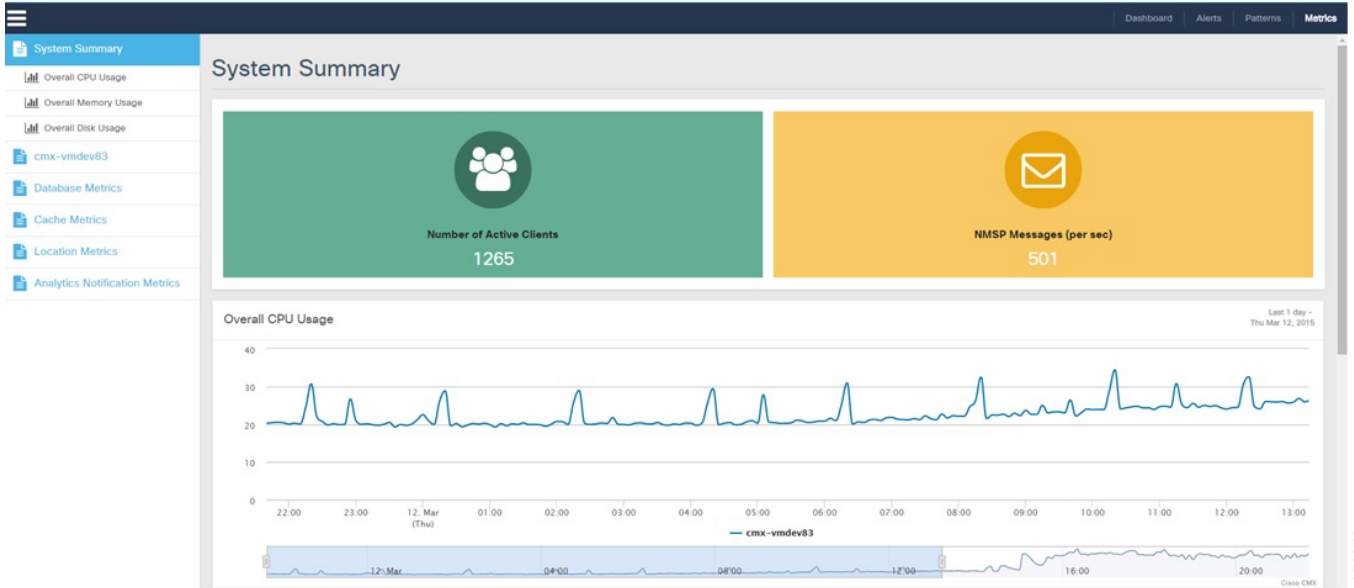 Dashboard Alerts Patterns Metrics
System Summary
Overall CPU Usage
Overall Memory Usage
Overall Disk Usage
cmx-vmdev83
Database Metrics
Cache Metrics
Location Metrics
Analytics Notification Metrics
System Summary
Number of Active Clients
1265
NMSP Messages (per sec)
501
Overall CPU Usage
Last 1 day -
Thu Mar 12, 2015
40
30
20
10
0
22:00 23:00 12. Mar 01:00 02:00 03:00 04:00 05:00 06:00 07:00 08:00 09:00 10:00 11:00 12:00 13:00
(Thu)
cmx-vmdev83
12. Mar 04:00 08:00 12:00 16:00 20:00
Cisco CMX